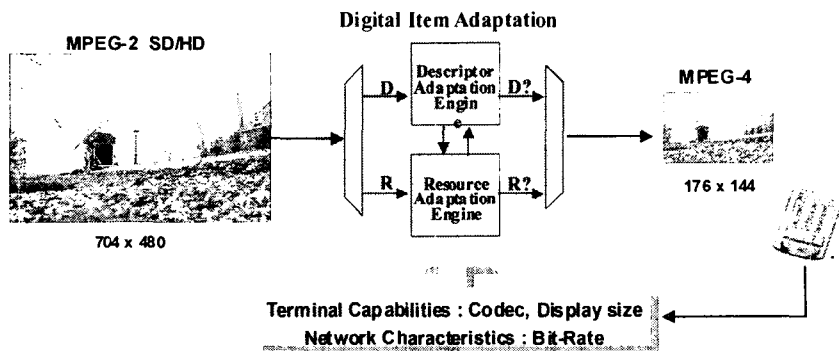 Digital Item Adaptation
MPEG-2 SD/HD
704 x 480
D
Descriptor
Adaptation
Engin
e
D?
R
Resource
Adaptation
Engine
R?
MPEG-4
176 x 144
Terminal Capabilities : Codec, Display size
Network Characteristics : Bit-Rate